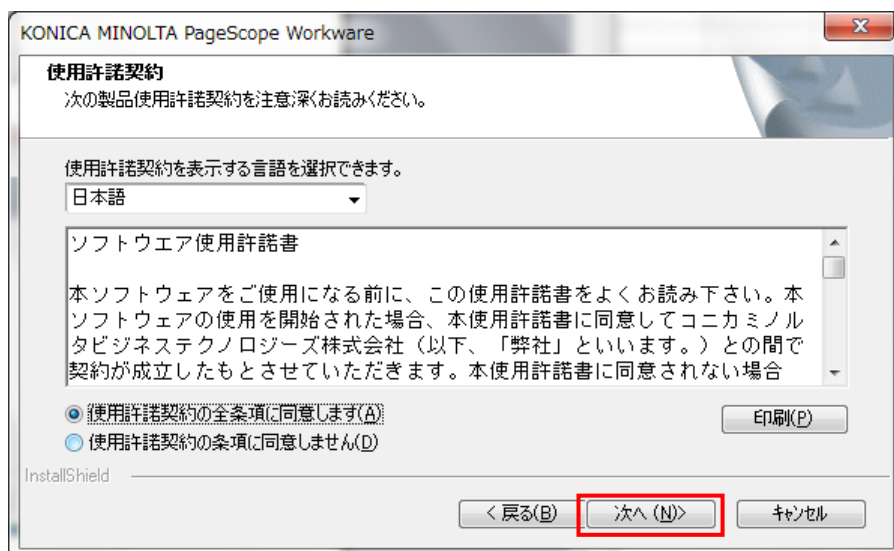 KONICA MINOLTA PageScope Workware
使用許諾契約
次の製品使用許諾契約を注意深くお読みください。
使用許諾契約を表示する言語を選択できます。
日本語
ソフトウエア使用許諾書
本ソフトウェアをご使用になる前に、この使用許諾書をよくお読み下さい。本
ソフトウェアの使用を開始された場合、本使用許諾書に同意してコニカミノル
タビジネステクノロジーズ株式会社（以下、「弊社」といいます。）との間で
契約が成立したもとさせていただきます。本使用許諾書に同意されない場合
使用許諾契約の全条項に同意します(A)
印刷(P)
使用許諾契約の条項に同意しません(D)
InstallShield
< 戻る(B)
次へ (N)>
キャンセル